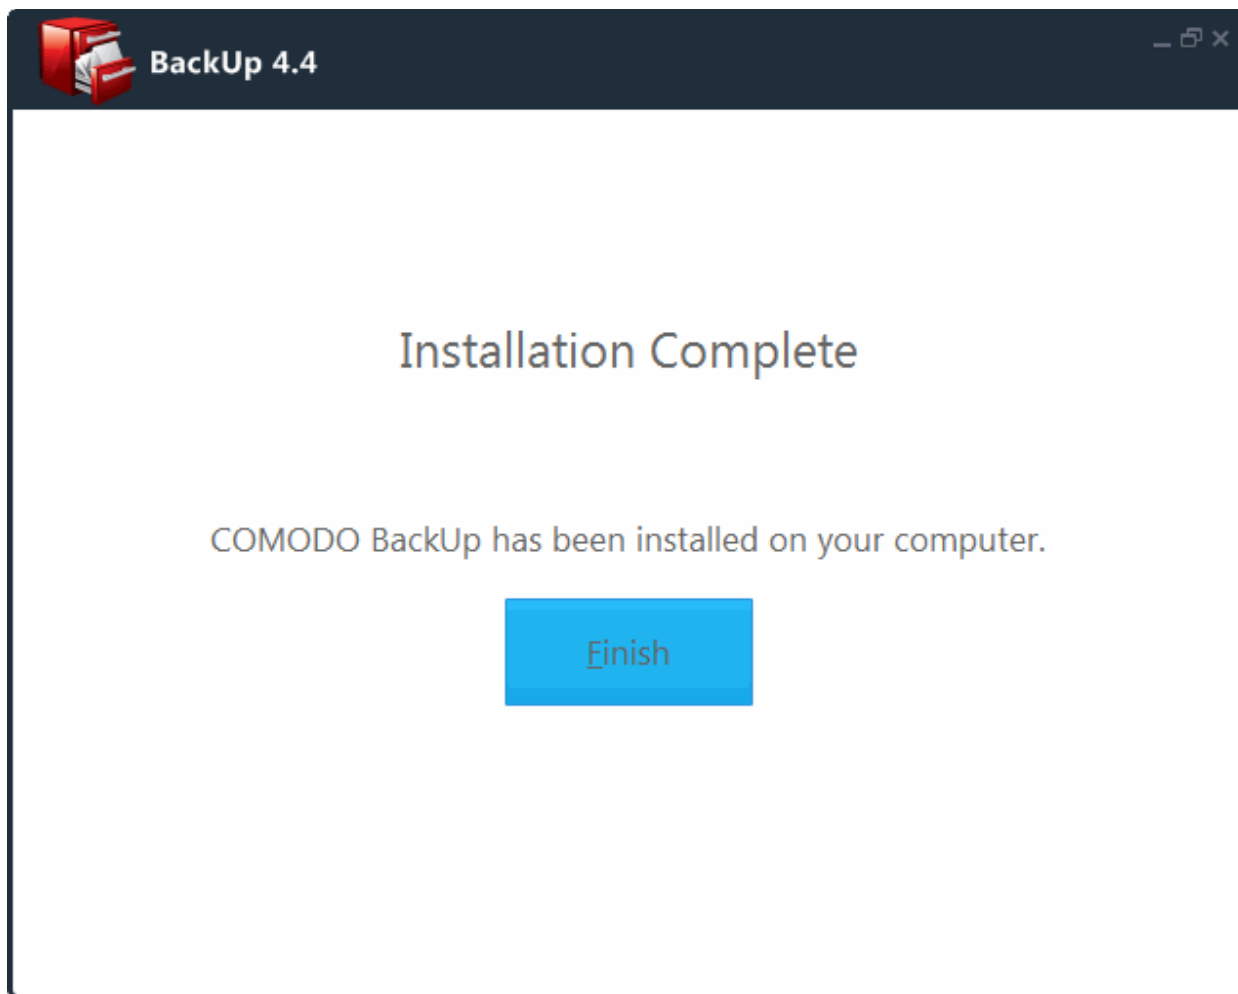 BackUp 4.4
Installation Complete
COMODO BackUp has been installed on your computer.
Finish